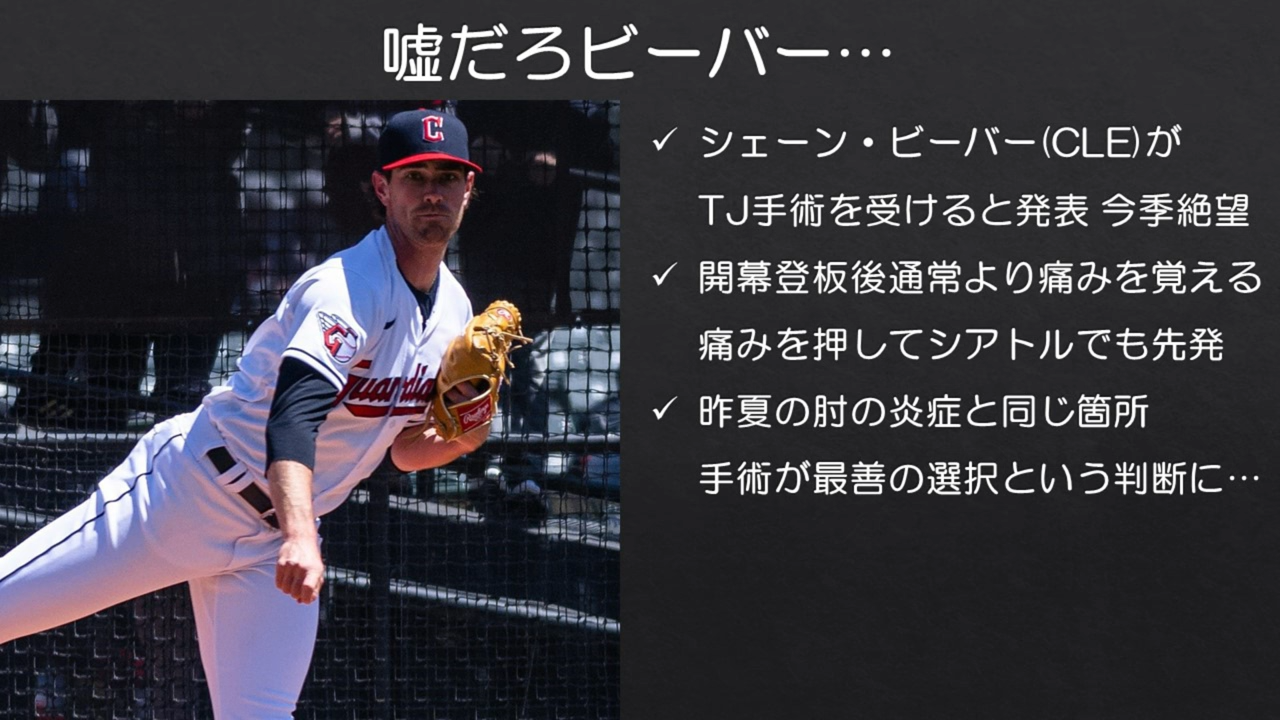 嘘だろビーバー…
✓ シェーン・ビーバー(CLE)が
TJ手術を受けると発表 今季絶望
✓ 開幕登板後通常より痛みを覚える
痛みを押してシアトルでも先発
✓ 昨夏の肘の炎症と同じ箇所
手術が最善の選択という判断に…
C
Guardia
Rawlings